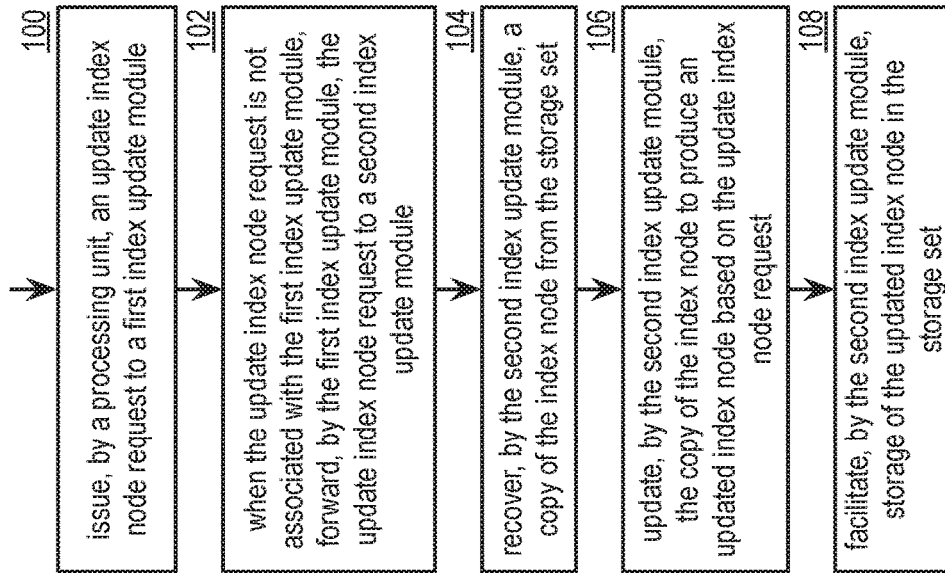 100
issue, by a processing unit, an update index
node request to a first index update module
102
when the update index node request is not
associated with the first index update module,
forward, by the first index update module, the
update index node request to a second index
update module
104
recover, by the second index update module, a
copy of the index node from the storage set
106
update, by the second index update module,
the copy of the index node to produce an
updated index node based on the update index
node request
108
facilitate, by the second index update module,
storage of the updated index node in the
storage set